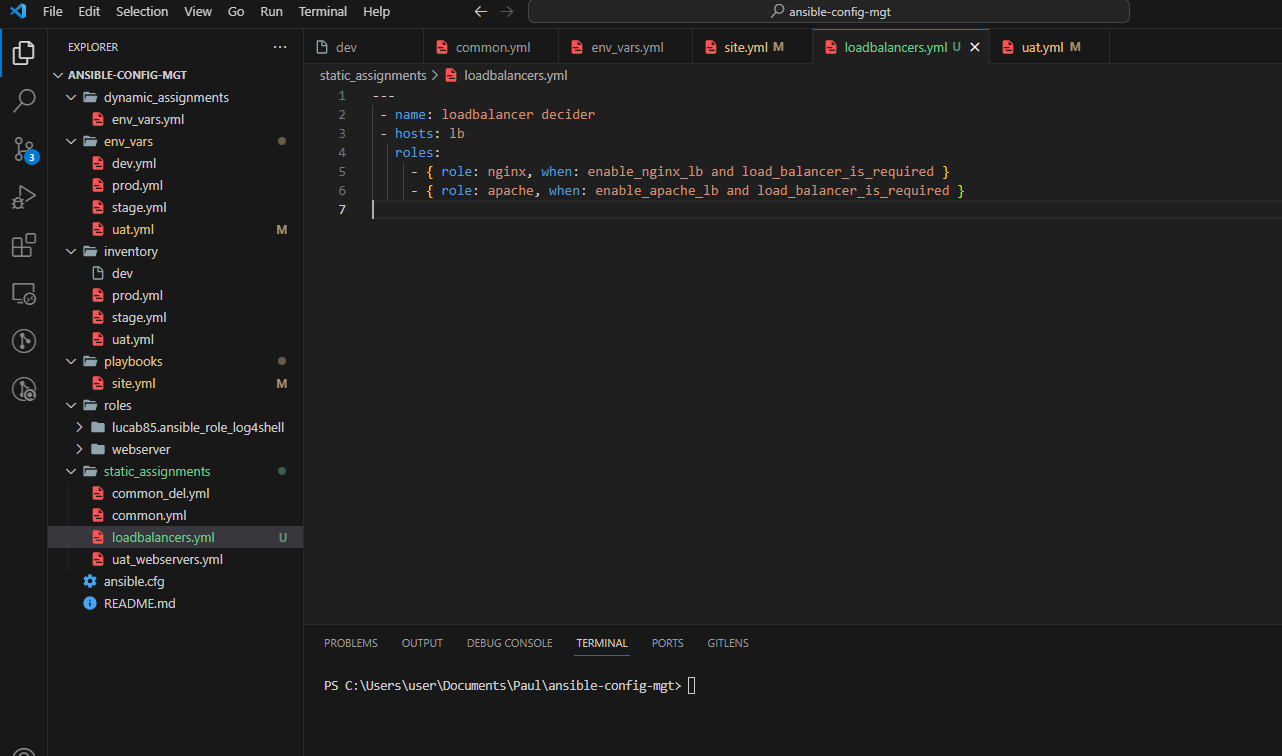 File Edit Selection View Go Run Terminal Help ansible-config-mgt
EXPLORER
ANSIBLE-CONFIG-MGT
dynamic_assignments
env_vars.yml
env_vars
dev.yml
prod.yml
stage.yml
uat.yml M
inventory
dev
prod.yml
stage.yml
uat.yml
playbooks
site.yml M
roles
lucab85.ansible_role_log4shell
webserver
static_assignments
common_del.yml
common.yml
loadbalancers.yml U
uat_webservers.yml
ansible.cfg
README.md
3
dev common.yml env_vars.yml site.yml M loadbalancers.yml U uat.yml M
static_assignments > loadbalancers.yml
1 ---
2 - name: loadbalancer decider
3 - hosts: lb
4 roles:
5 - { role: nginx, when: enable_nginx_lb and load_balancer_is_required }
6 - { role: apache, when: enable_apache_lb and load_balancer_is_required }
7
PROBLEMS OUTPUT DEBUG CONSOLE TERMINAL PORTS GITLENS
PS C:\Users\user\Documents\Paul\ansible-config-mgt>